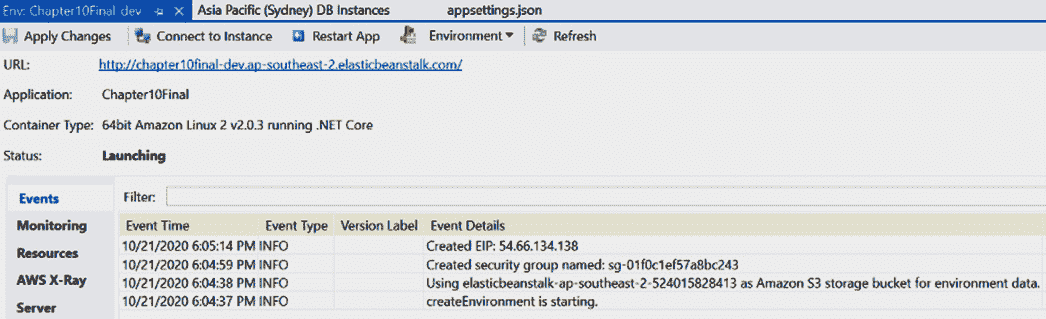 Env: Chapter10Final-dev Asia Pacific (Sydney) DB Instances appsettings.json
Apply Changes Connect to Instance Restart App Environment Refresh
URL: http://chapter10final-dev.ap-southeast-2.elasticbeanstalk.com/
Application: Chapter10Final
Container Type: 64bit Amazon Linux 2 v2.0.3 running .NET Core
Status: Launching
Events Filter:
Monitoring
Resources
AWS X-Ray
Server
Event Time Event Type Version Label Event Details
10/21/2020 6:05:14 PM INFO Created EIP: 54.66.134.138
10/21/2020 6:04:59 PM INFO Created security group named: sg-01f0c1ef57a8bc243
10/21/2020 6:04:38 PM INFO Using elasticbeanstalk-ap-southeast-2-524015828413 as Amazon S3 storage bucket for environment data.
10/21/2020 6:04:37 PM INFO createEnvironment is starting.